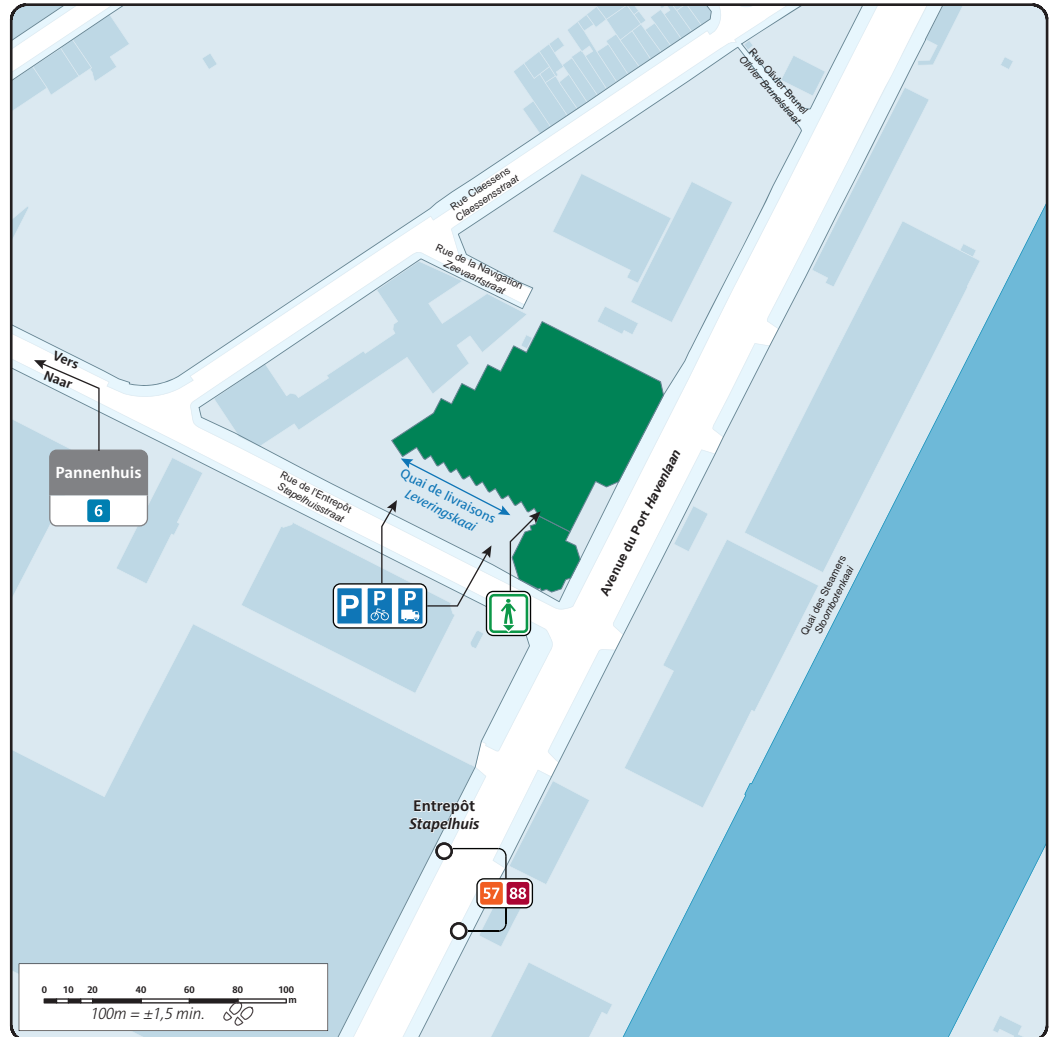 Rue Olivier Brunel
Olivier Brunelstraat
Rue Claessens
Claessensstraat
Rue de la Navigation
Zeevaartstraat
Vers
Naar
Pannenhuis
6
Rue de l'Entrepôt
Stapelhuisstraat
Quai de livraisons
Leveringskaai
Avenue du Port Havenlaan
Quai des Steamers
Stoombotenkaai
P P P
Entrepôt
Stapelhuis
57 88
0 10 20 40 60 80 100
m
100m = ±1,5 min.